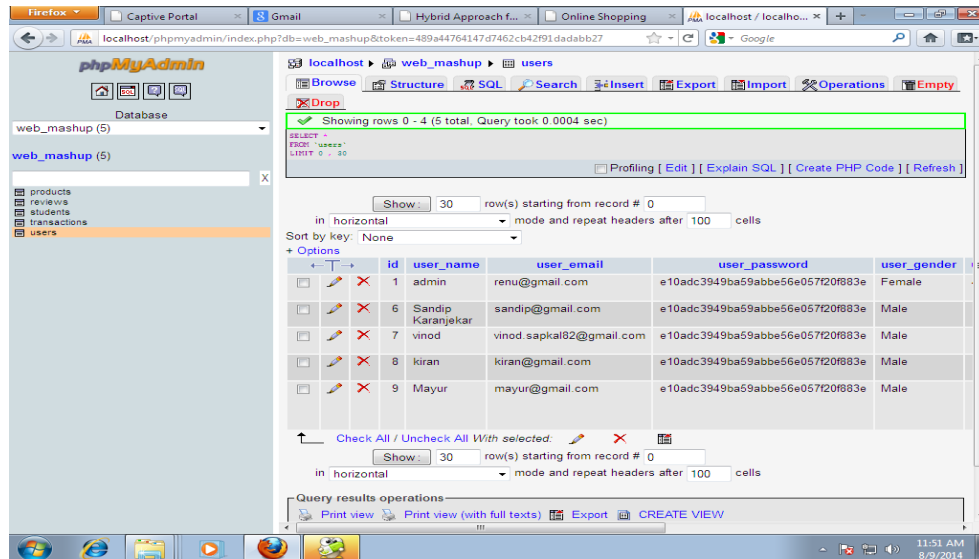 Firefox
Captive Portal
Gmail
Hybrid Approach f...
Online Shopping
localhost / localho...
localhost/phpmyadmin/index.php?db=web_mashup&token=489a44764147d7462cb42f91dadabb27
Google
phpMyAdmin
Database
web_mashup (5)
web_mashup (5)
X
products
reviews
students
transactions
users
localhost ▸ web_mashup ▸ users
Browse Structure SQL Search Insert Export Import Operations Empty
Drop
Showing rows 0 - 4 (5 total, Query took 0.0004 sec)
SELECT *
FROM `users`
LIMIT 0 , 30
Profiling [ Edit ] [ Explain SQL ] [ Create PHP Code ] [ Refresh ]
Show : 30 row(s) starting from record # 0
in horizontal mode and repeat headers after 100 cells
Sort by key: None
+ Options
←T→ id user_name user_email user_password user_gender
1 admin renu@gmail.com e10adc3949ba59abbe56e057f20f883e Female
6 Sandip Karanjekar sandip@gmail.com e10adc3949ba59abbe56e057f20f883e Male
7 vinod vinod.sapkal82@gmail.com e10adc3949ba59abbe56e057f20f883e Male
8 kiran kiran@gmail.com e10adc3949ba59abbe56e057f20f883e Male
9 Mayur mayur@gmail.com e10adc3949ba59abbe56e057f20f883e Male
Check All / Uncheck All With selected:
Show : 30 row(s) starting from record # 0
in horizontal mode and repeat headers after 100 cells
Query results operations
Print view Print view (with full texts) Export CREATE VIEW
11:51 AM
8/9/2014